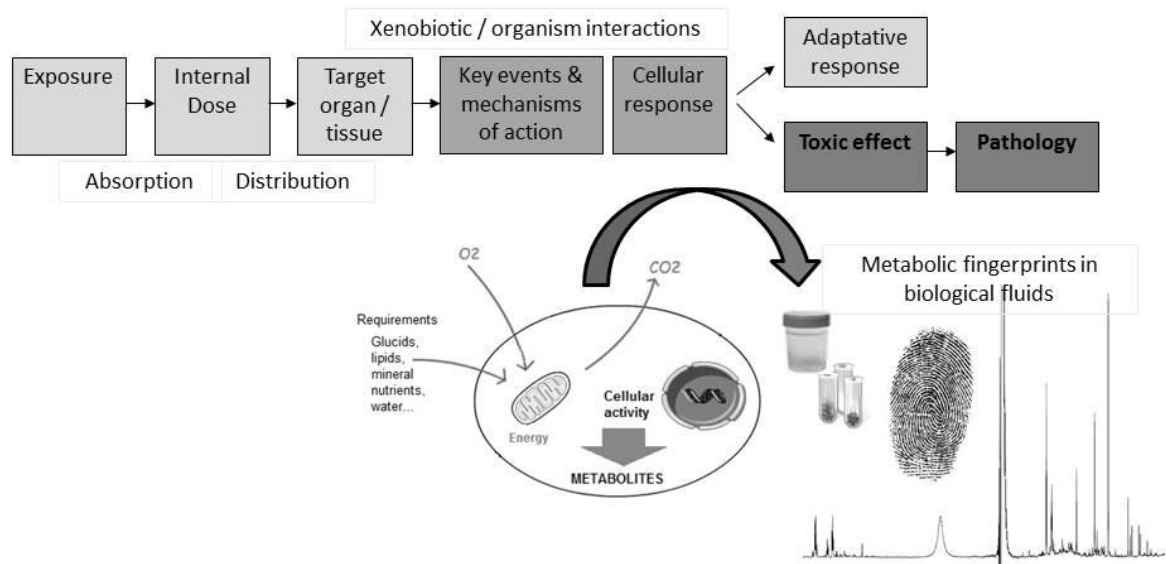 Xenobiotic / organism interactions
Exposure
Internal
Dose
Target
organ /
tissue
Key events &
mechanisms
of action
Cellular
response
Adaptative
response
Toxic effect
Pathology
Absorption
Distribution
O2
CO2
Requirements
Glucids,
lipids,
mineral
nutrients,
water...
Energy
Cellular
activity
METABOLITES
Metabolic fingerprints in
biological fluids